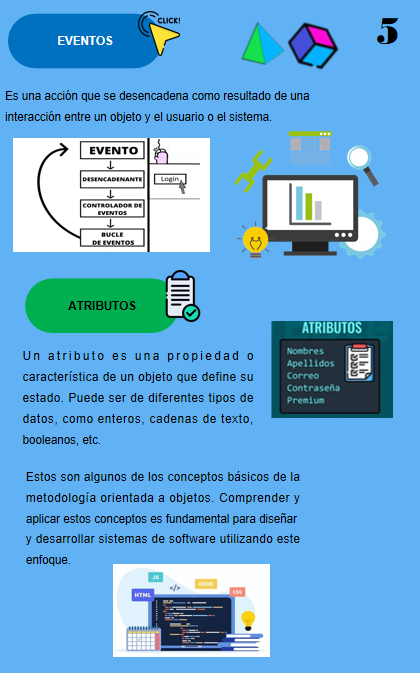 EVENTOS
CLICK!
5
Es una acción que se desencadena como resultado de una
interacción entre un objeto y el usuario o el sistema.
EVENTO
DESENCADENANTE
CONTROLADOR DE
EVENTOS
BUCLE
DE EVENTOS
Login
ATRIBUTOS
Un atributo es una propiedad o
característica de un objeto que define su
estado. Puede ser de diferentes tipos de
datos, como enteros, cadenas de texto,
booleanos, etc.
ATRIBUTOS
Nombres
Apellidos
Correo
Contraseña
Premium
Estos son algunos de los conceptos básicos de la
metodología orientada a objetos. Comprender y
aplicar estos conceptos es fundamental para diseñar
y desarrollar sistemas de software utilizando este
enfoque.
JS
</>
CODE
HTML
CSS